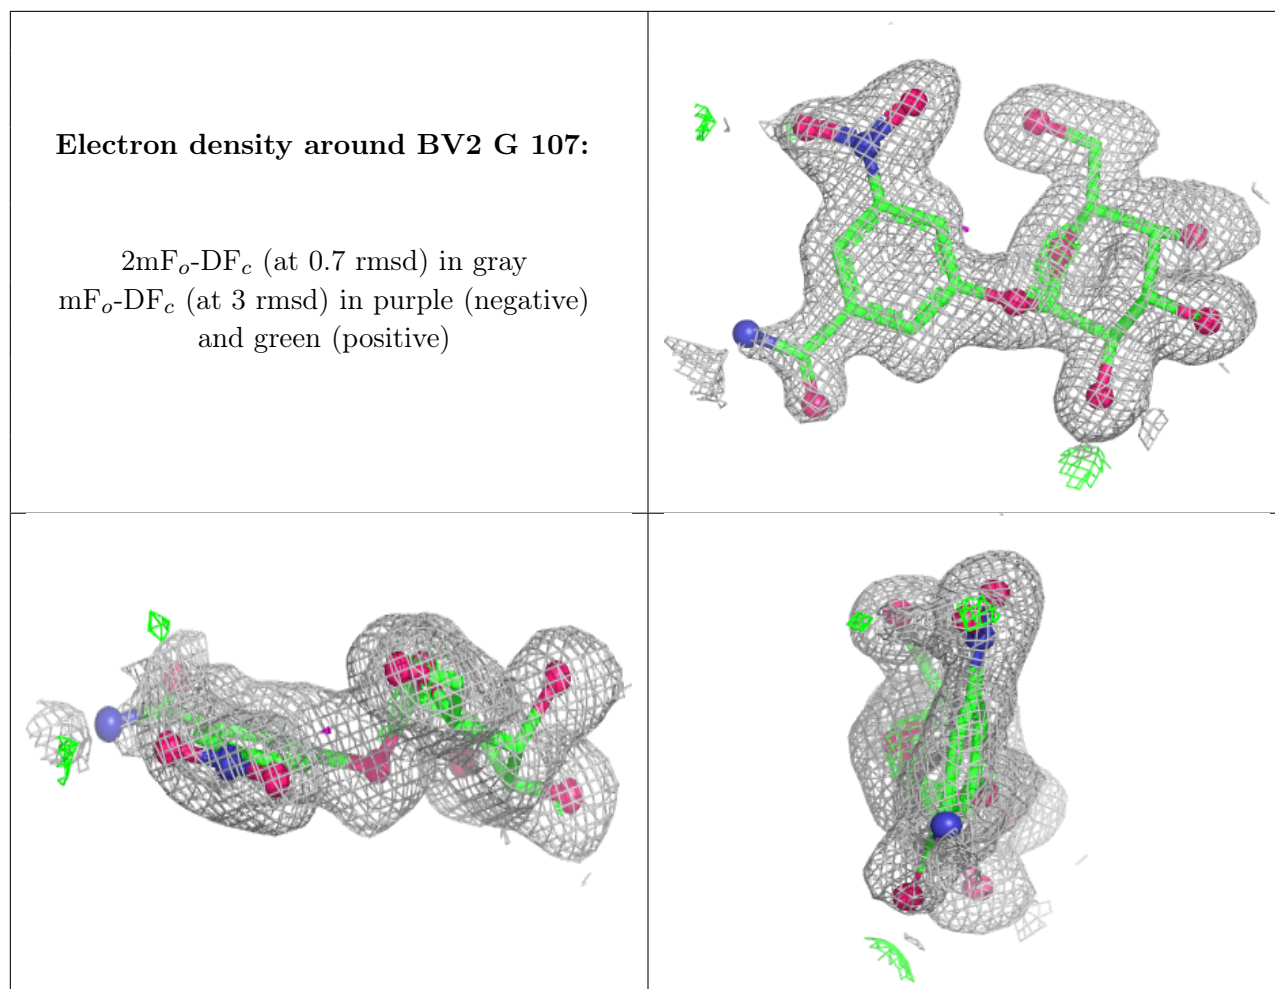 Electron density around BV2 G 107:
2mFo-DFc (at 0.7 rmsd) in gray
mFo-DFc (at 3 rmsd) in purple (negative)
and green (positive)